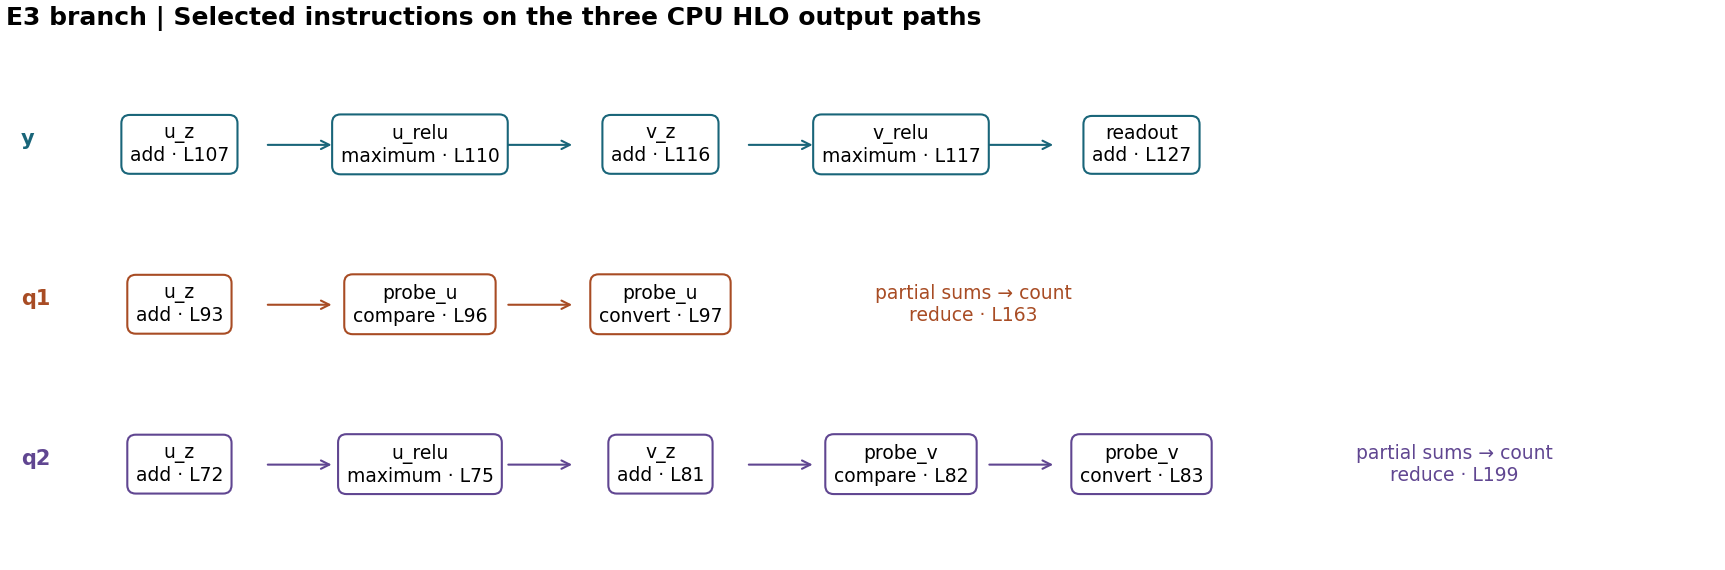 E3 branch | Selected instructions on the three CPU HLO output paths
y
u_z
add · L107
u_relu
maximum · L110
v_z
add · L116
v_relu
maximum · L117
readout
add · L127
q1
u_z
add · L93
probe_u
compare · L96
probe_u
convert · L97
partial sums → count
reduce · L163
q2
u_z
add · L72
u_relu
maximum · L75
v_z
add · L81
probe_v
compare · L82
probe_v
convert · L83
partial sums → count
reduce · L199